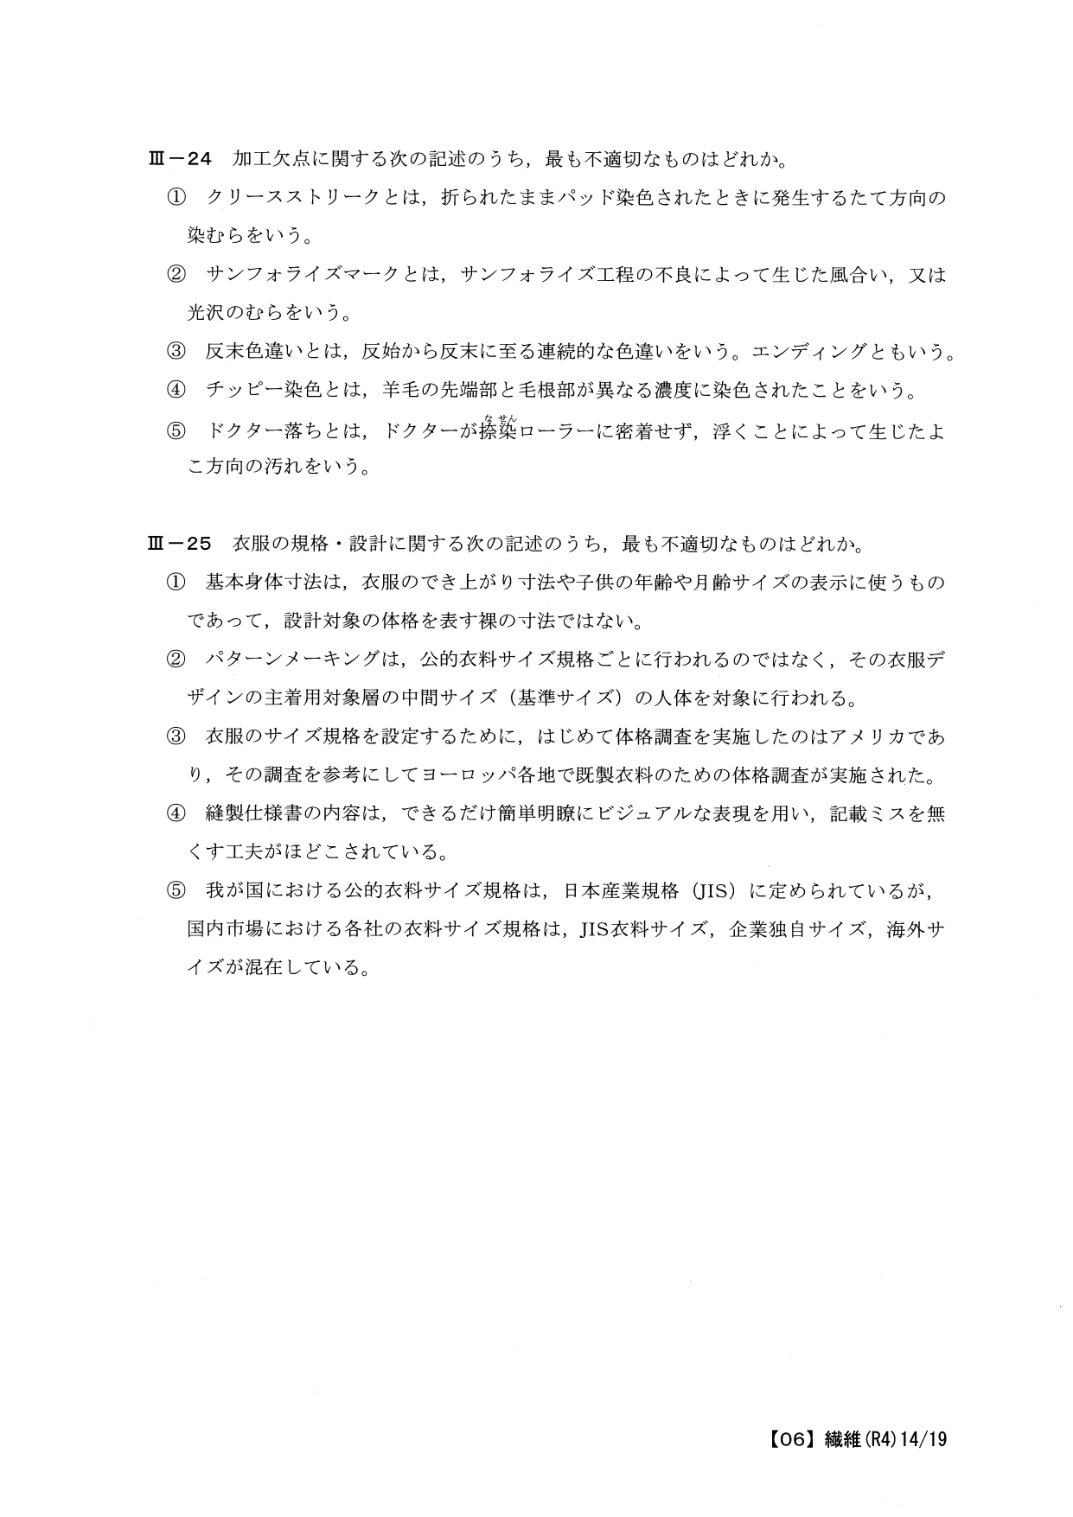 Ⅲ－24　加工欠点に関する次の記述のうち，最も不適切なものはどれか。
①　クリースストリークとは，折られたままパッド染色されたときに発生するたて方向の
染むらをいう。
②　サンフォライズマークとは，サンフォライズ工程の不良によって生じた風合い，又は
光沢のむらをいう。
③　反末色違いとは，反始から反末に至る連続的な色違いをいう。エンディングともいう。
④　チッピー染色とは，羊毛の先端部と毛根部が異なる濃度に染色されたことをいう。
なせん
⑤　ドクター落ちとは，ドクターが捺染ローラーに密着せず，浮くことによって生じたよ
こ方向の汚れをいう。
Ⅲ－25　衣服の規格・設計に関する次の記述のうち，最も不適切なものはどれか。
①　基本身体寸法は，衣服のでき上がり寸法や子供の年齢や月齢サイズの表示に使うもの
であって，設計対象の体格を表す裸の寸法ではない。
②　パターンメーキングは，公的衣料サイズ規格ごとに行われるのではなく，その衣服デ
ザインの主着用対象層の中間サイズ（基準サイズ）の人体を対象に行われる。
③　衣服のサイズ規格を設定するために，はじめて体格調査を実施したのはアメリカであ
り，その調査を参考にしてヨーロッパ各地で既製衣料のための体格調査が実施された。
④　縫製仕様書の内容は，できるだけ簡単明瞭にビジュアルな表現を用い，記載ミスを無
くす工夫がほどこされている。
⑤　我が国における公的衣料サイズ規格は，日本産業規格（JIS）に定められているが，
国内市場における各社の衣料サイズ規格は，JIS衣料サイズ，企業独自サイズ，海外サ
イズが混在している。
【06】繊維(R4)14/19